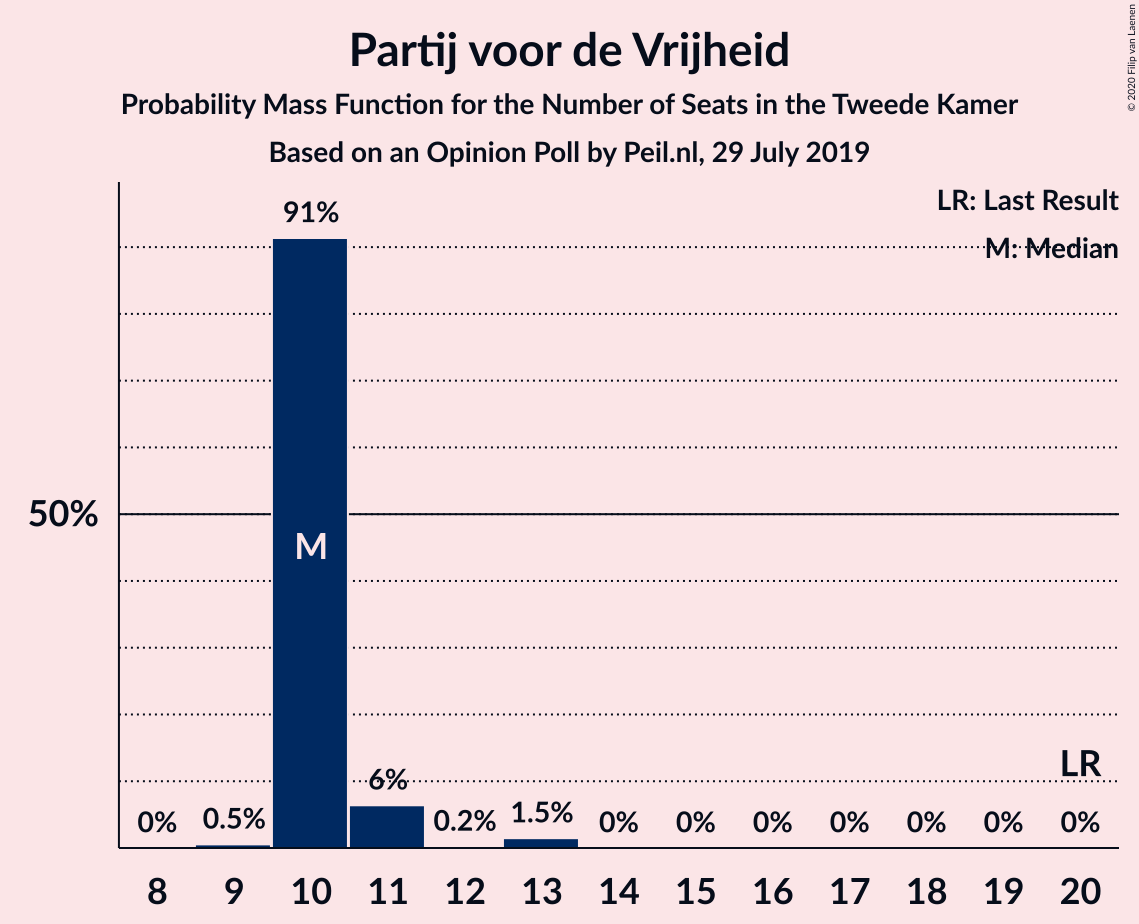 Partij voor de Vrijheid
Probability Mass Function for the Number of Seats in the Tweede Kamer
Based on an Opinion Poll by Peil.nl, 29 July 2019
© 2020 Filip van Laenen
LR: Last Result
M: Median
91%
50%
M
LR
6%
0% 0.5% 0.2% 1.5% 0% 0% 0% 0% 0% 0% 0%
8 9 10 11 12 13 14 15 16 17 18 19 20